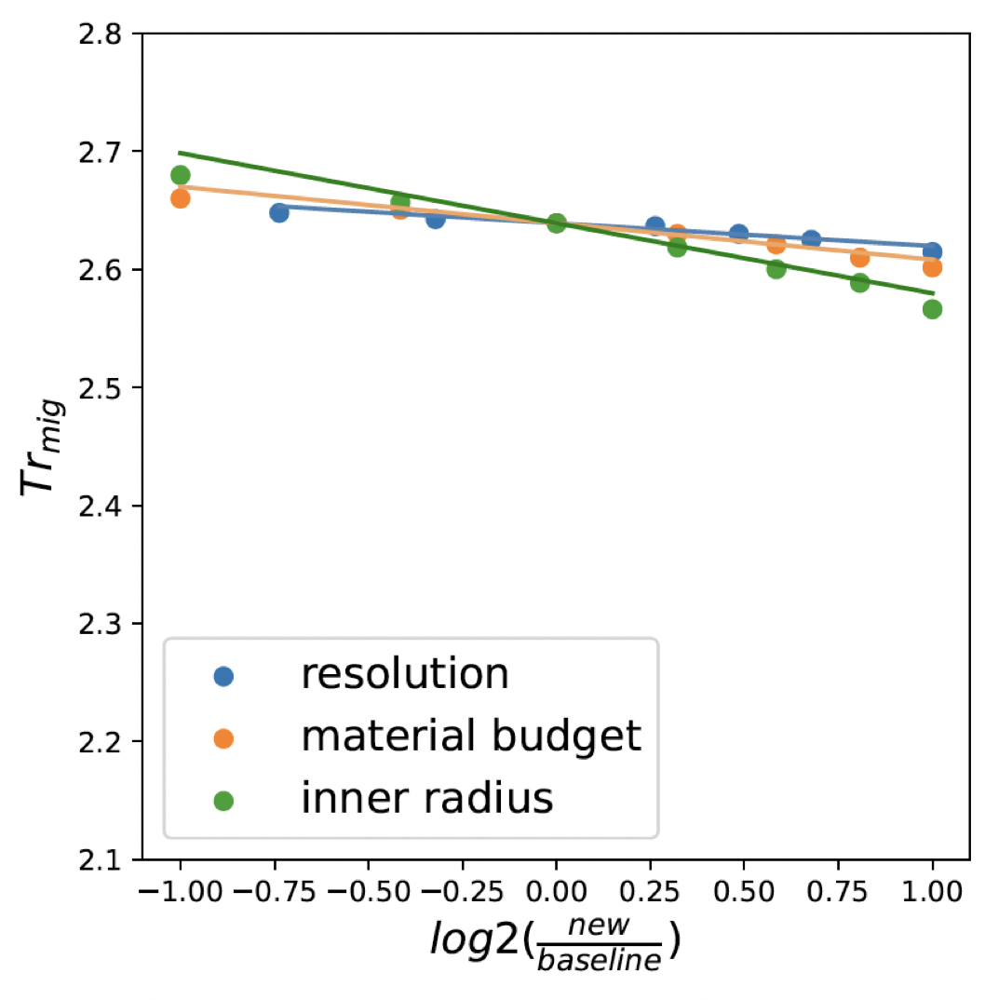 2.8
2.7
2.6
2.5
2.4
2.3
2.2
2.1
Tr_mig
resolution
material budget
inner radius
−1.00 −0.75 −0.50 −0.25 0.00 0.25 0.50 0.75 1.00
log2(new/baseline)